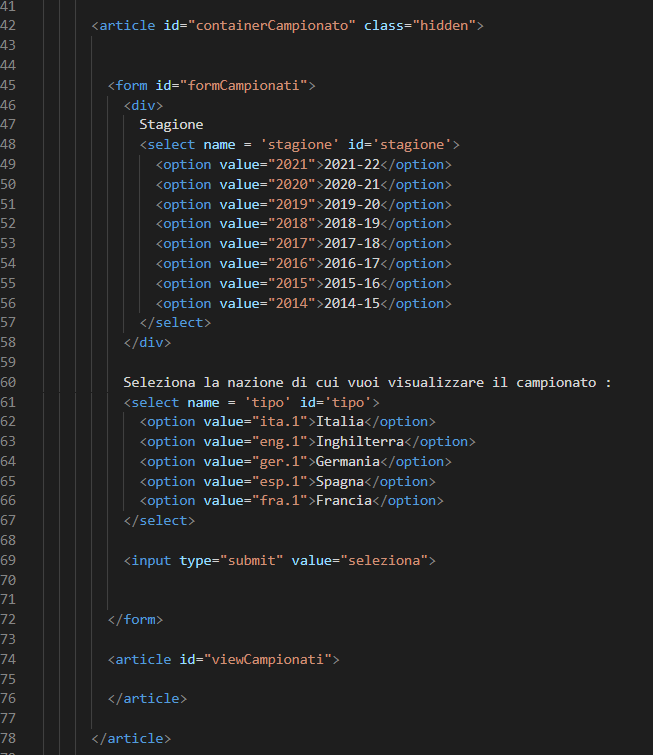 41
42 <article id="containerCampionato" class="hidden">
43
44
45 <form id="formCampionati">
46 <div>
47 Stagione
48 <select name = 'stagione' id='stagione'>
49 <option value="2021">2021-22</option>
50 <option value="2020">2020-21</option>
51 <option value="2019">2019-20</option>
52 <option value="2018">2018-19</option>
53 <option value="2017">2017-18</option>
54 <option value="2016">2016-17</option>
55 <option value="2015">2015-16</option>
56 <option value="2014">2014-15</option>
57 </select>
58 </div>
59
60 Seleziona la nazione di cui vuoi visualizzare il campionato :
61 <select name = 'tipo' id='tipo'>
62 <option value="ita.1">Italia</option>
63 <option value="eng.1">Inghilterra</option>
64 <option value="ger.1">Germania</option>
65 <option value="esp.1">Spagna</option>
66 <option value="fra.1">Francia</option>
67 </select>
68
69 <input type="submit" value="seleziona">
70
71
72 </form>
73
74 <article id="viewCampionati">
75
76 </article>
77
78 </article>